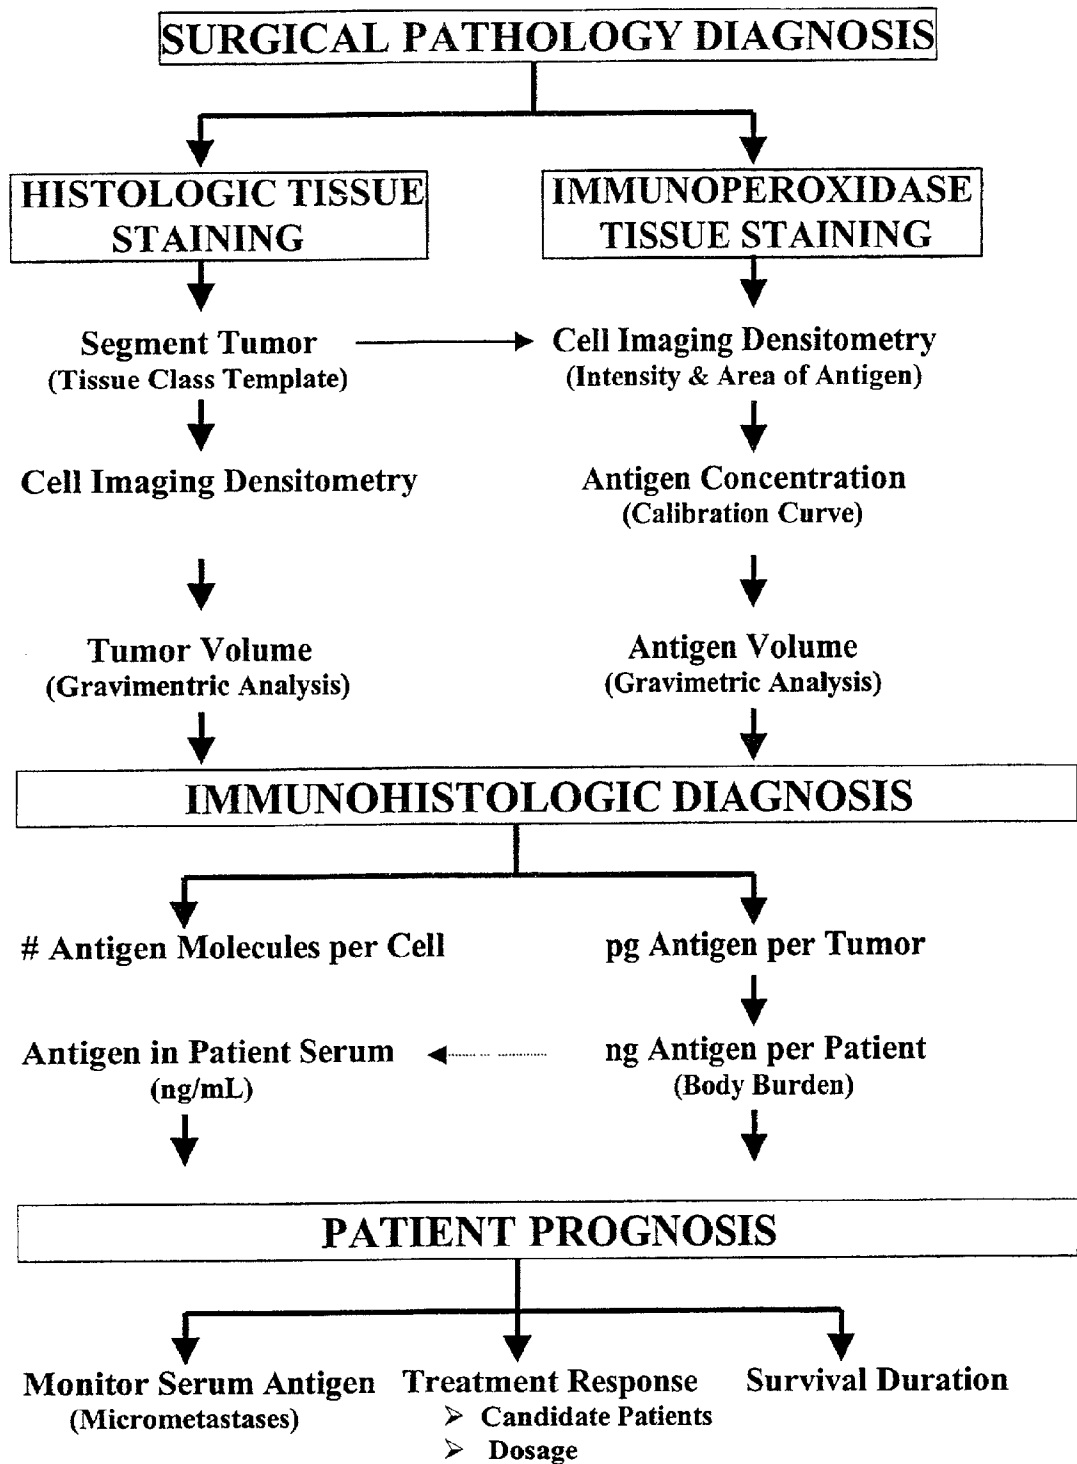 SURGICAL PATHOLOGY DIAGNOSIS
HISTOLOGIC TISSUE
STAINING
IMMUNOPEROXIDASE
TISSUE STAINING
Segment Tumor
(Tissue Class Template)
Cell Imaging Densitometry
(Intensity & Area of Antigen)
Cell Imaging Densitometry
Antigen Concentration
(Calibration Curve)
Tumor Volume
(Gravimentric Analysis)
Antigen Volume
(Gravimetric Analysis)
IMMUNOHISTOLOGIC DIAGNOSIS
# Antigen Molecules per Cell
pg Antigen per Tumor
Antigen in Patient Serum
(ng/mL)
ng Antigen per Patient
(Body Burden)
PATIENT PROGNOSIS
Monitor Serum Antigen
(Micrometastases)
Treatment Response
➢ Candidate Patients
➢ Dosage
Survival Duration